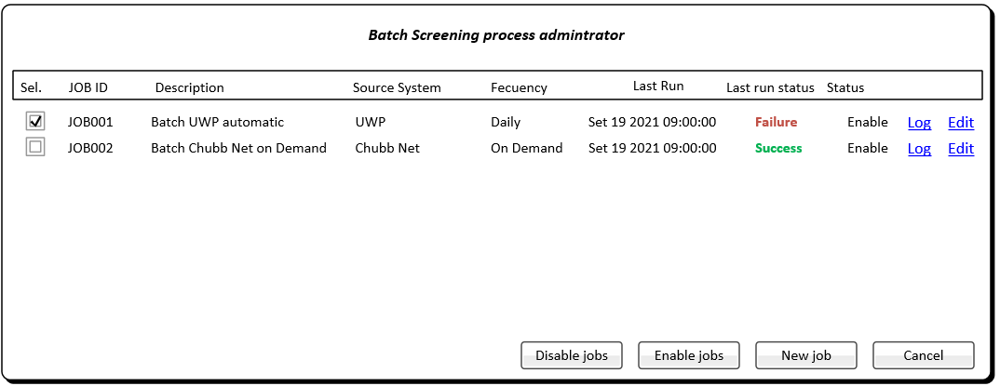 Batch Screening process admintrator
Sel. JOB ID Description Source System Fecuency Last Run Last run status Status
JOB001 Batch UWP automatic UWP Daily Set 19 2021 09:00:00 Failure Enable Log Edit
JOB002 Batch Chubb Net on Demand Chubb Net On Demand Set 19 2021 09:00:00 Success Enable Log Edit
Disable jobs Enable jobs New job Cancel